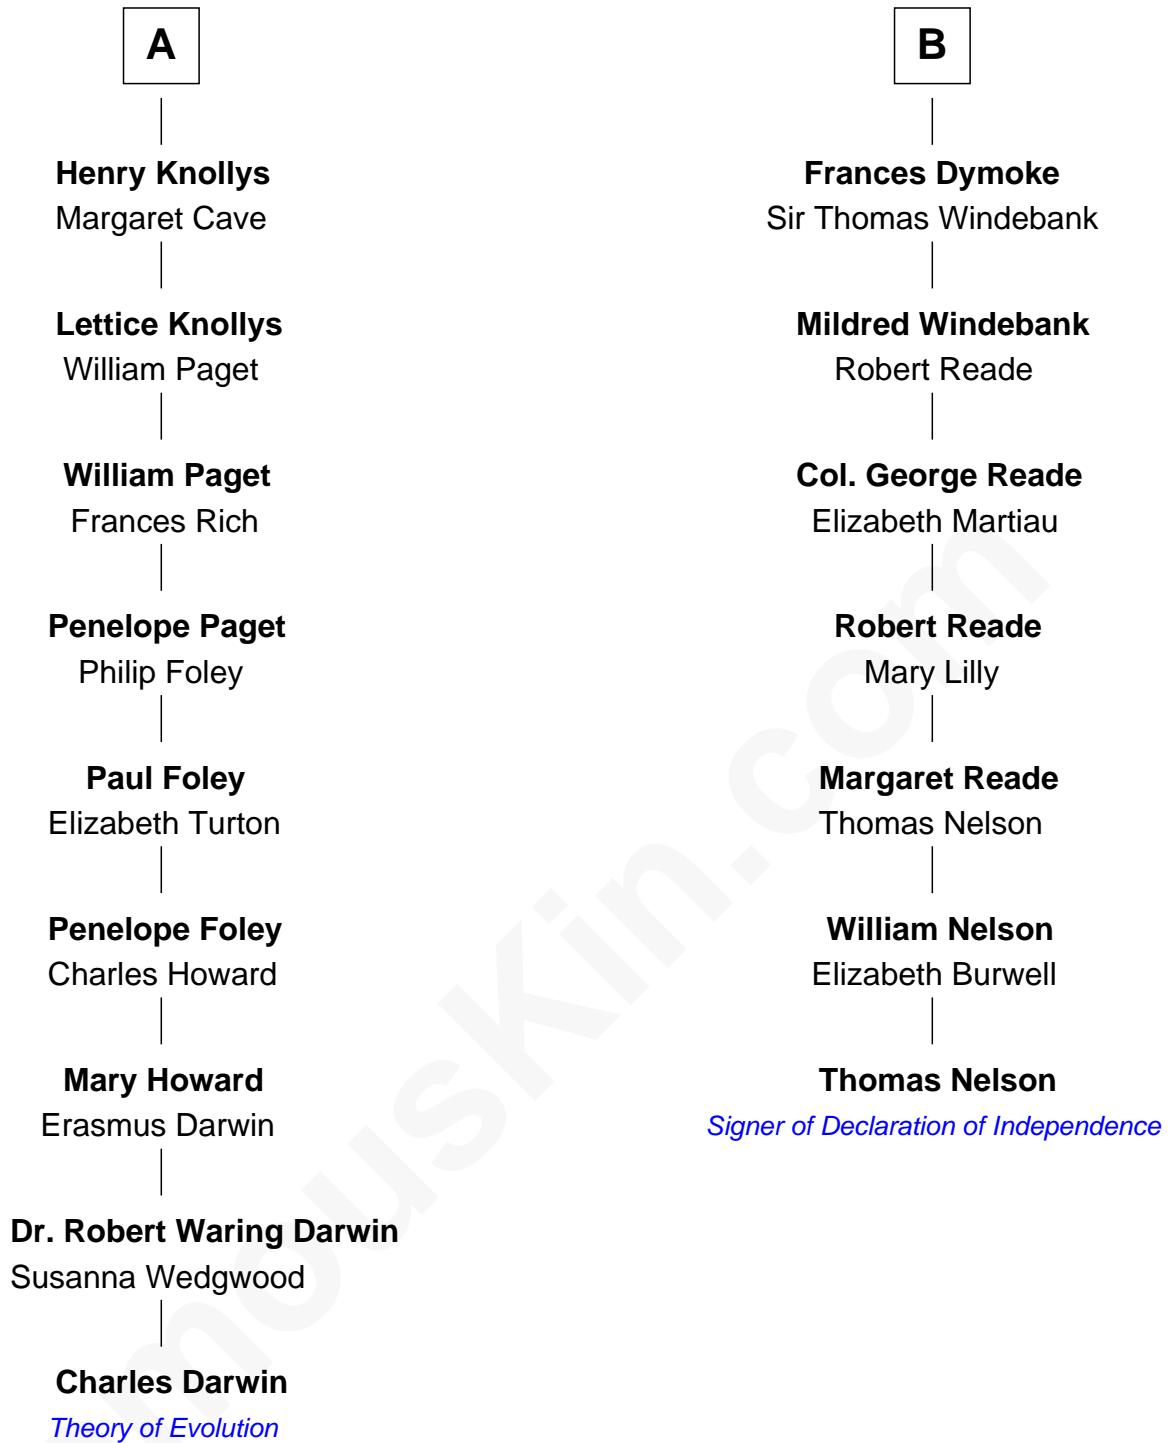 A
Henry Knollys
Margaret Cave
Lettice Knollys
William Paget
William Paget
Frances Rich
Penelope Paget
Philip Foley
Paul Foley
Elizabeth Turton
Penelope Foley
Charles Howard
Mary Howard
Erasmus Darwin
Dr. Robert Waring Darwin
Susanna Wedgwood
Charles Darwin
Theory of Evolution
B
Frances Dymoke
Sir Thomas Windebank
Mildred Windebank
Robert Reade
Col. George Reade
Elizabeth Martiau
Robert Reade
Mary Lilly
Margaret Reade
Thomas Nelson
William Nelson
Elizabeth Burwell
Thomas Nelson
Signer of Declaration of Independence
mousKin.com